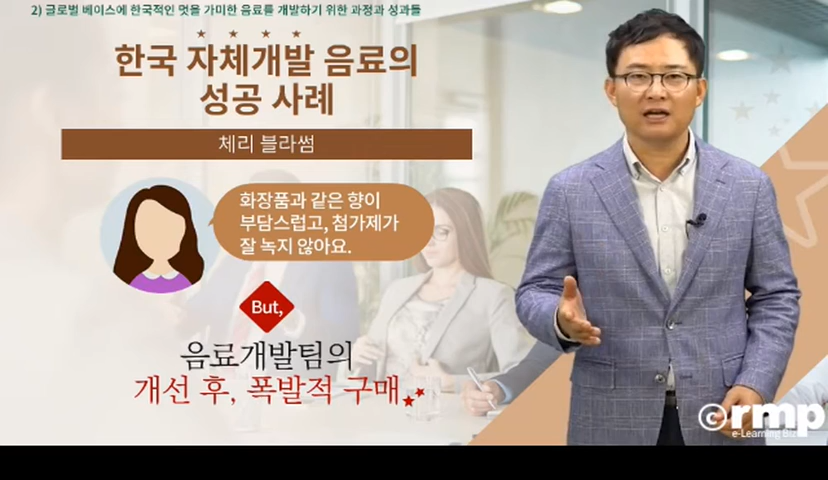 2) 글로벌 베이스에 한국적인 멋을 가미한 음료를 개발하기 위한 과정과 성과들
한국 자체개발 음료의
성공 사례
체리 블라썸
화장품과 같은 향이
부담스럽고, 첨가제가
잘 녹지 않아요.
But,
음료개발팀의
개선 후, 폭발적 구매
©rmp
e-Learning Biz